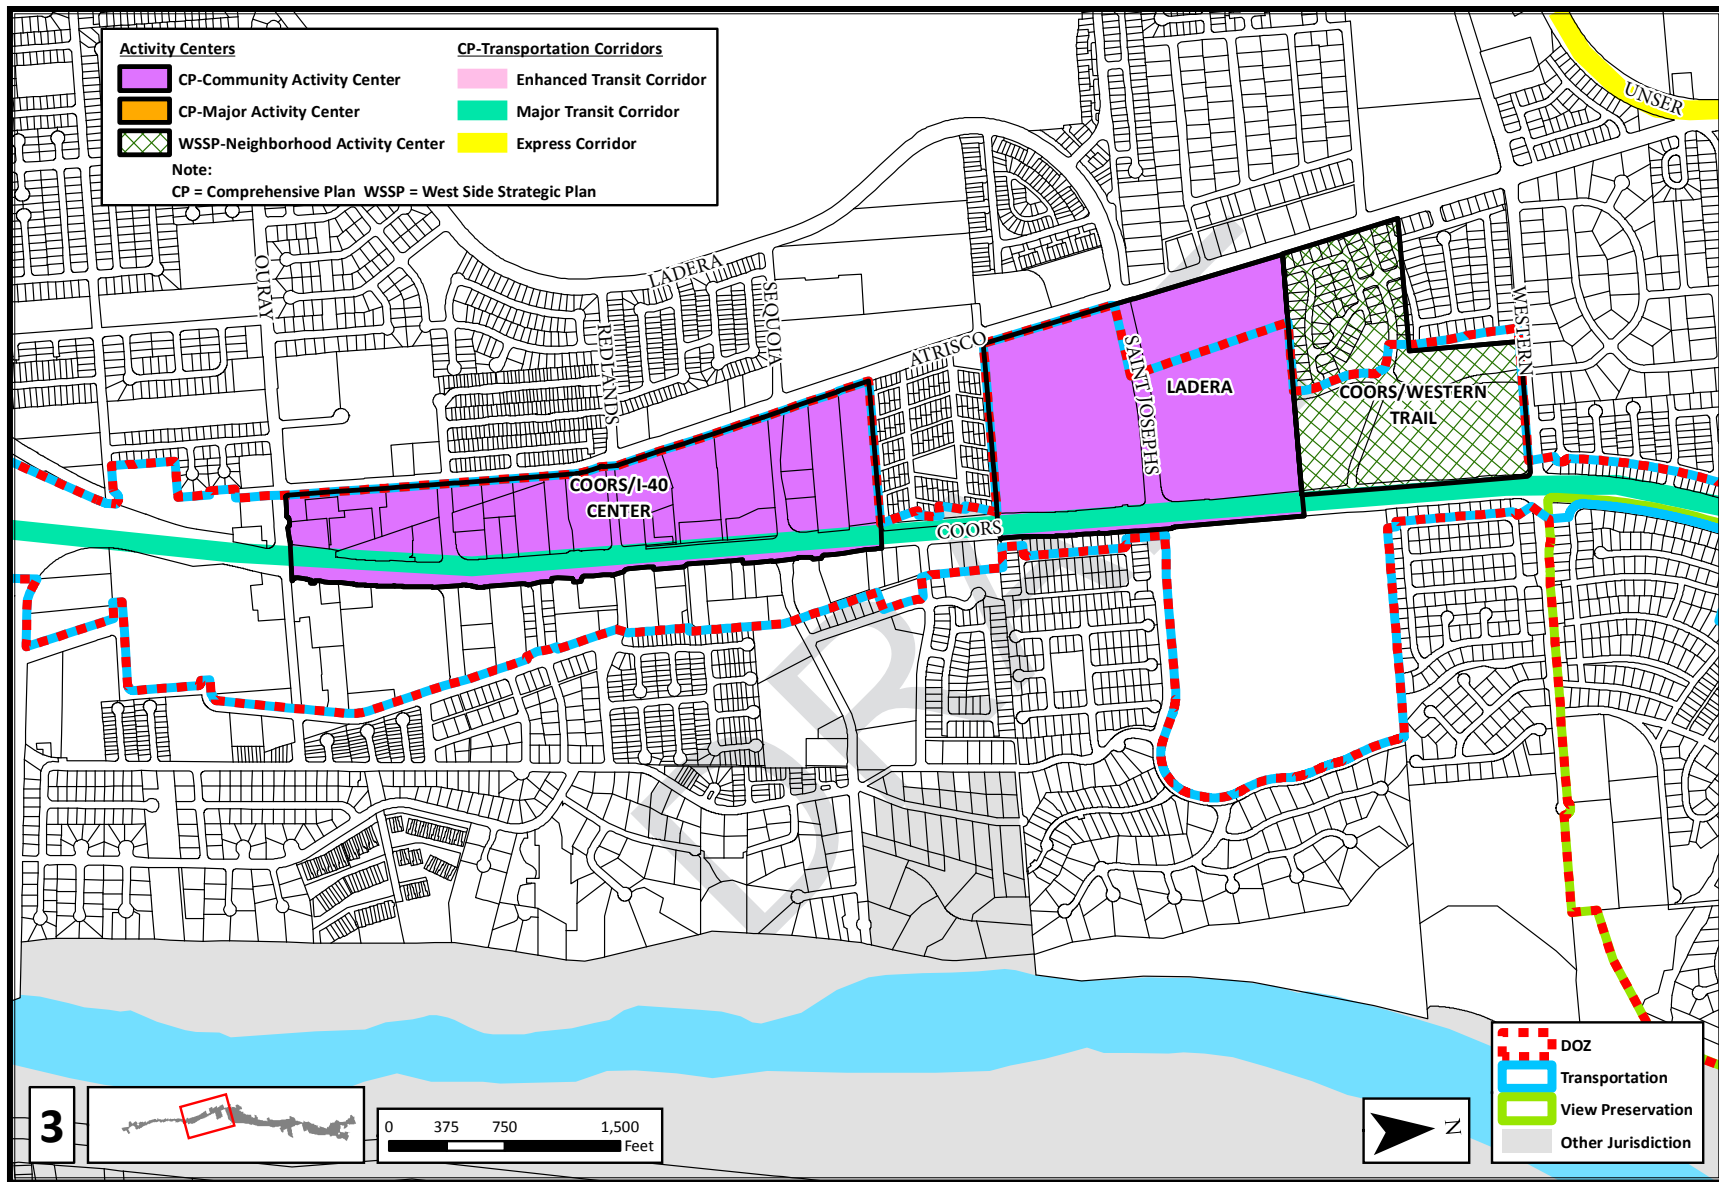 Activity Centers
CP-Community Activity Center
CP-Major Activity Center
WSSP-Neighborhood Activity Center
CP-Transportation Corridors
Enhanced Transit Corridor
Major Transit Corridor
Express Corridor
Note:
CP = Comprehensive Plan WSSP = West Side Strategic Plan
UNSER
OURAY
LADERA
SEQUOIA
REDLANDS
ATRISCO
SAINT JOSEPHS
WESTERN
LADERA
COORS/WESTERN
TRAIL
COORS/I-40
CENTER
COORS
DRAFT
3
0 375 750 1,500
Feet
N
DOZ
Transportation
View Preservation
Other Jurisdiction